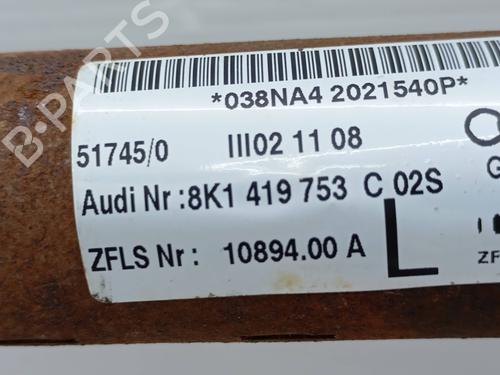 *038NA4 2021540P*
51745/0 III02 11 08
Audi Nr :8K1 419 753 C 02S
ZFLS Nr : 10894.00 A L
B-PARTS